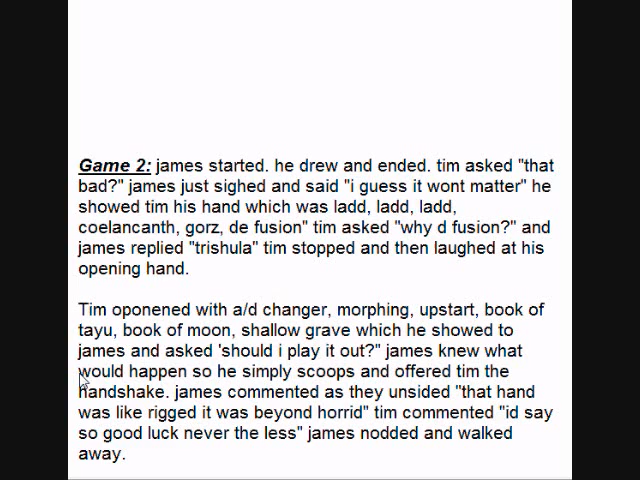 Game 2: james started. he drew and ended. tim asked "that
bad?" james just sighed and said "i guess it wont matter" he
showed tim his hand which was ladd, ladd, ladd,
coelancanth, gorz, de fusion" tim asked "why d fusion?" and
james replied "trishula" tim stopped and then laughed at his
opening hand.
Tim oponened with a/d changer, morphing, upstart, book of
tayu, book of moon, shallow grave which he showed to
james and asked 'should i play it out?" james knew what
would happen so he simply scoops and offered tim the
handshake. james commented as they unsided "that hand
was like rigged it was beyond horrid" tim commented "id say
so good luck never the less" james nodded and walked
away.